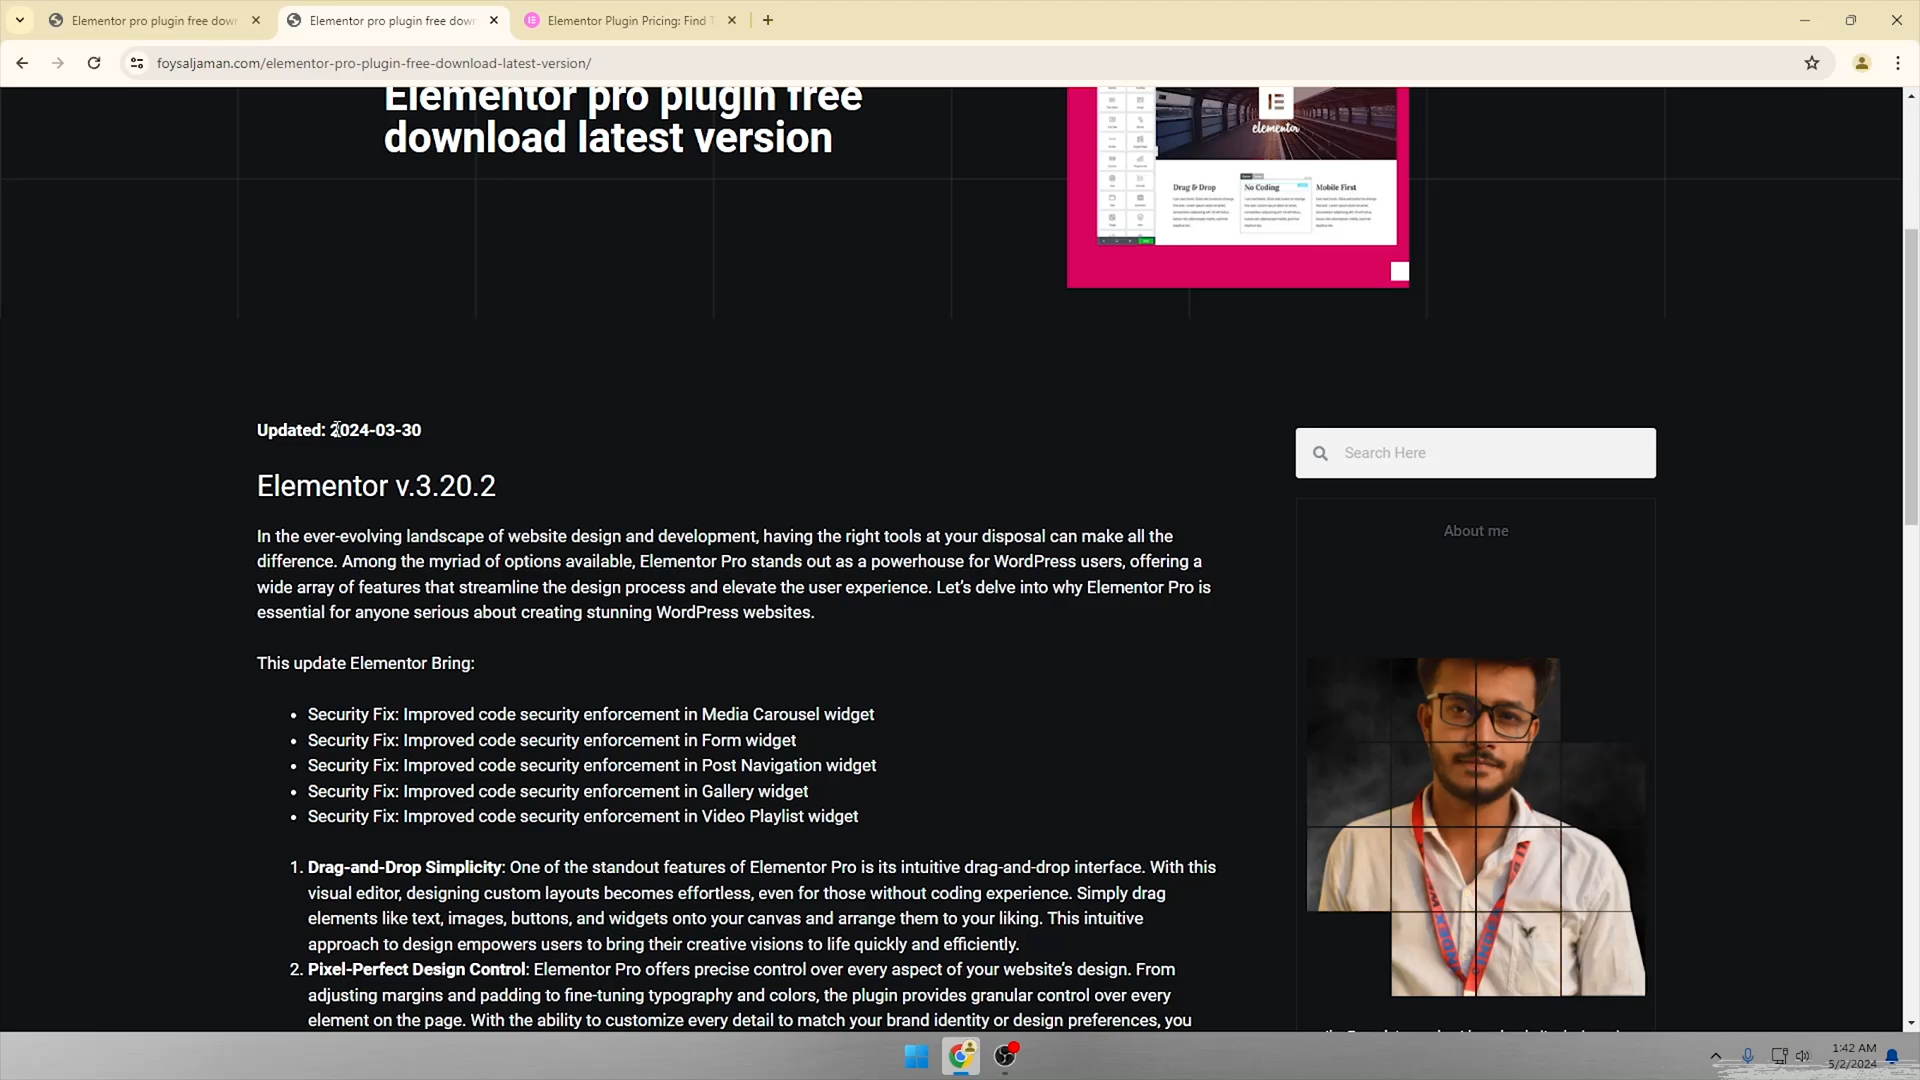 Elementor pro plugin free down
Elementor pro plugin free down
Elementor Plugin Pricing: Find T
foysaljaman.com/elementor-pro-plugin-free-download-latest-version/
Elementor pro plugin free
download latest version
elementor
Drag & Drop
No Coding
Mobile First
Updated: 2024-03-30
Elementor v.3.20.2
In the ever-evolving landscape of website design and development, having the right tools at your disposal can make all the
difference. Among the myriad of options available, Elementor Pro stands out as a powerhouse for WordPress users, offering a
wide array of features that streamline the design process and elevate the user experience. Let’s delve into why Elementor Pro is
essential for anyone serious about creating stunning WordPress websites.
This update Elementor Bring:
• Security Fix: Improved code security enforcement in Media Carousel widget
• Security Fix: Improved code security enforcement in Form widget
• Security Fix: Improved code security enforcement in Post Navigation widget
• Security Fix: Improved code security enforcement in Gallery widget
• Security Fix: Improved code security enforcement in Video Playlist widget
1. Drag-and-Drop Simplicity: One of the standout features of Elementor Pro is its intuitive drag-and-drop interface. With this
visual editor, designing custom layouts becomes effortless, even for those without coding experience. Simply drag
elements like text, images, buttons, and widgets onto your canvas and arrange them to your liking. This intuitive
approach to design empowers users to bring their creative visions to life quickly and efficiently.
2. Pixel-Perfect Design Control: Elementor Pro offers precise control over every aspect of your website’s design. From
adjusting margins and padding to fine-tuning typography and colors, the plugin provides granular control over every
element on the page. With the ability to customize every detail to match your brand identity or design preferences, you
Search Here
About me
1:42 AM
5/2/2024